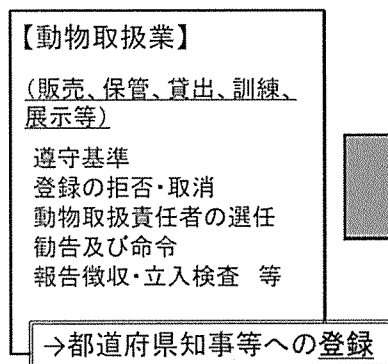 【動物取扱業】
(販売、保管、貸出、訓練、
展示等)
遵守基準
登録の拒否・取消
動物取扱責任者の選任
勧告及び命令
報告徴収・立入検査 等
→都道府県知事等への登録